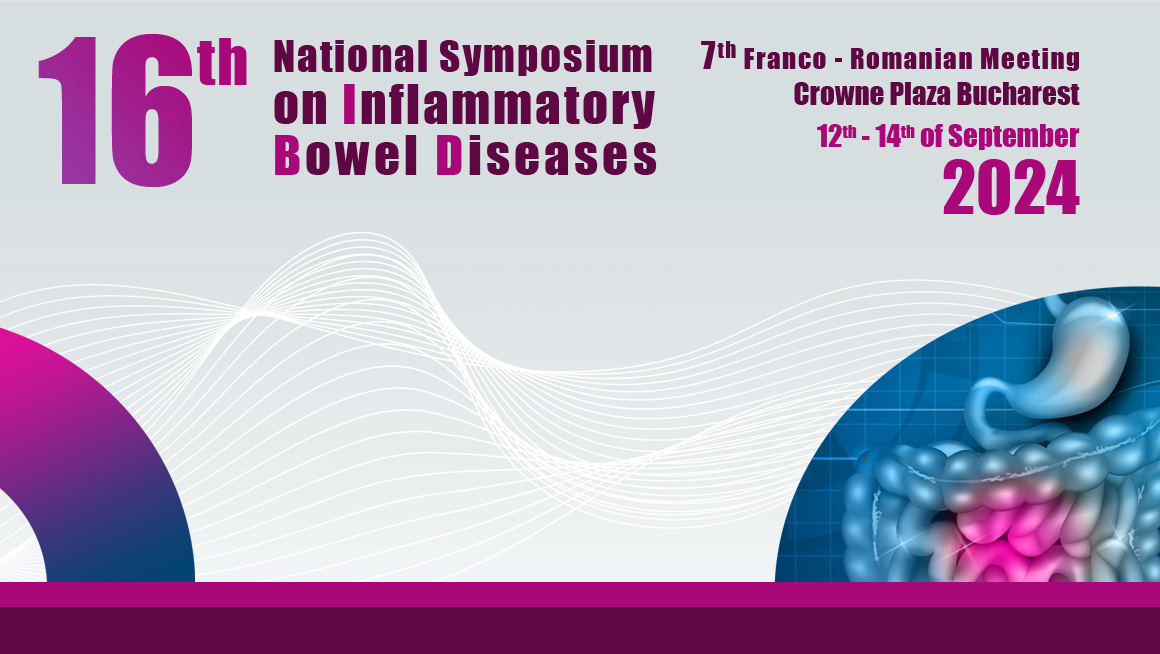 16th
National Symposium
on Inflammatory
Bowel Diseases
7th Franco - Romanian Meeting
Crowne Plaza Bucharest
12th - 14th of September
2024